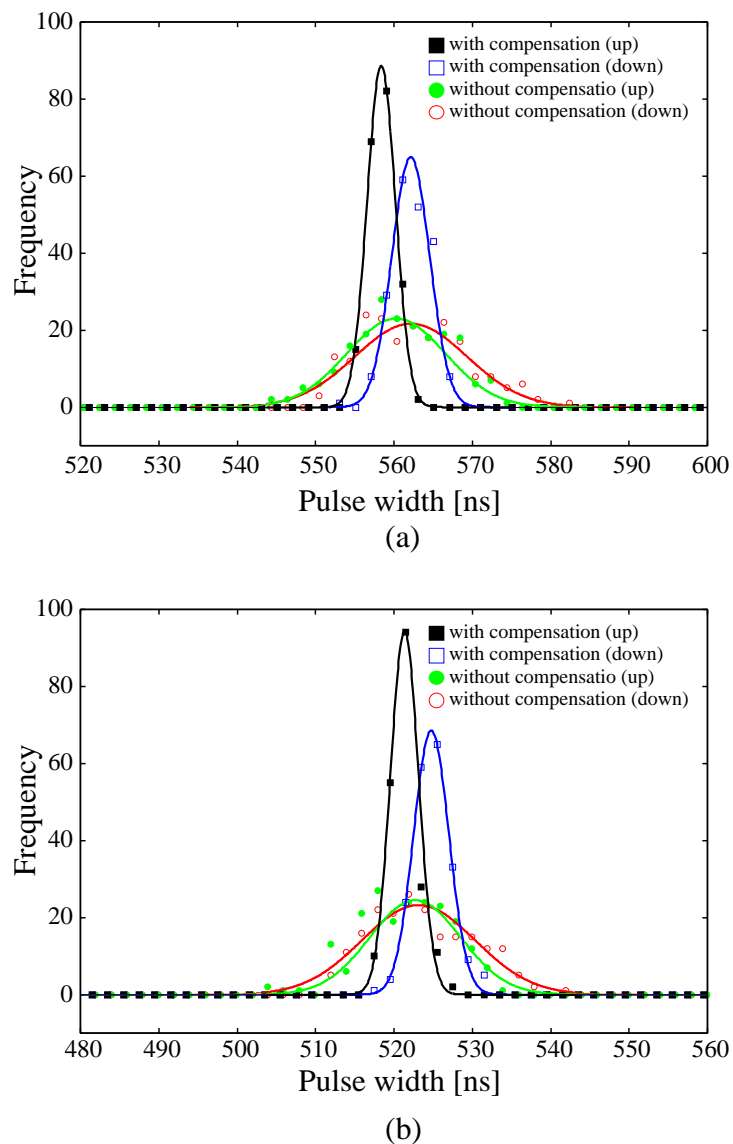 100
80
60
40
20
0
Frequency
with compensation (up)
with compensation (down)
without compensatio (up)
without compensation (down)
520 530 540 550 560 570 580 590 600
Pulse width [ns]
(a)
100
80
60
40
20
0
Frequency
with compensation (up)
with compensation (down)
without compensatio (up)
without compensation (down)
480 490 500 510 520 530 540 550 560
Pulse width [ns]
(b)